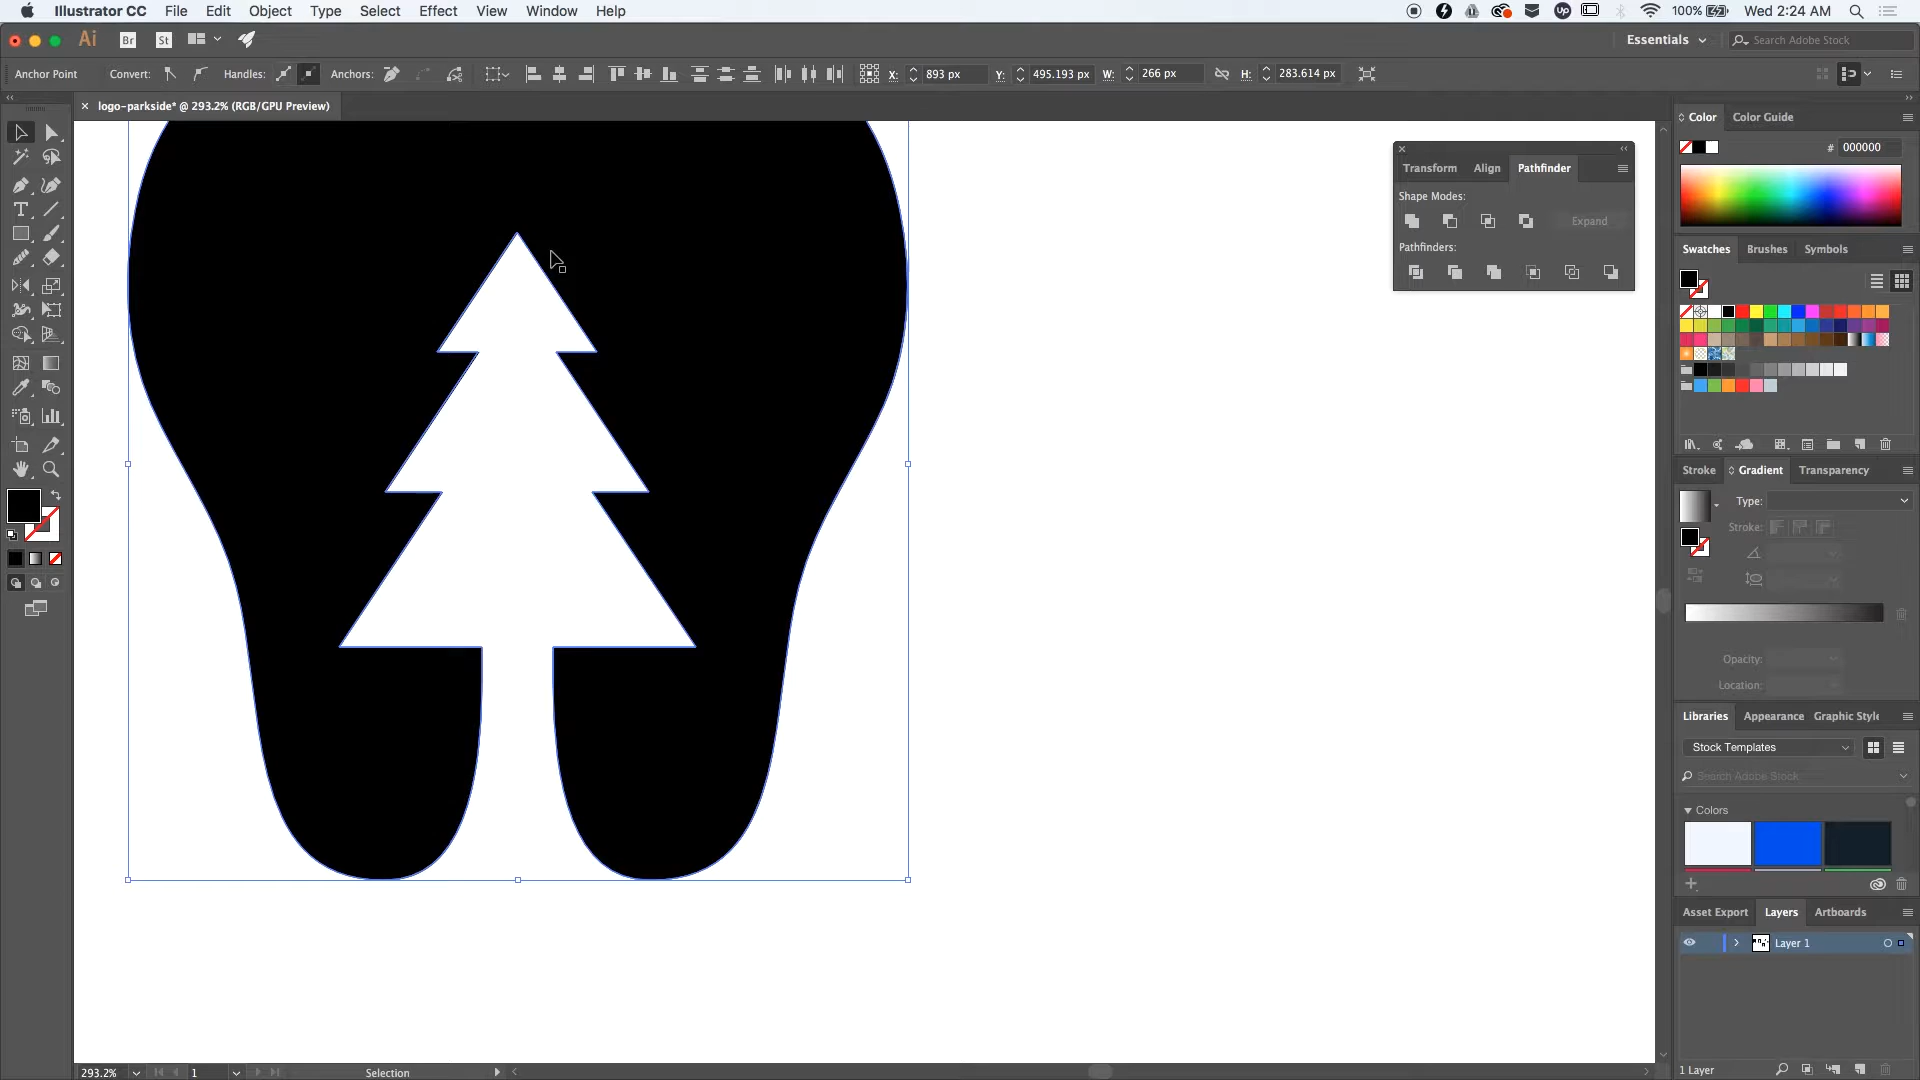 Illustrator CC File Edit Object Type Select Effect View Window Help
Up 100% Wed 2:24 AM
Ai Br St Essentials Search Adobe Stock
Anchor Point Convert: Handles: Anchors: X: 893 px Y: 495.193 px W: 266 px H: 283.614 px
× logo-parkside* @ 293.2% (RGB/GPU Preview)
Color Color Guide
# 000000
Transform Align Pathfinder
Shape Modes:
Expand
Pathfinders:
Swatches Brushes Symbols
Stroke Gradient Transparency
Type:
Stroke:
Opacity:
Location:
Libraries Appearance Graphic Style
Stock Templates
Search Adobe Stock
Colors
Asset Export Layers Artboards
Layer 1
293.2% 1 Selection
1 Layer